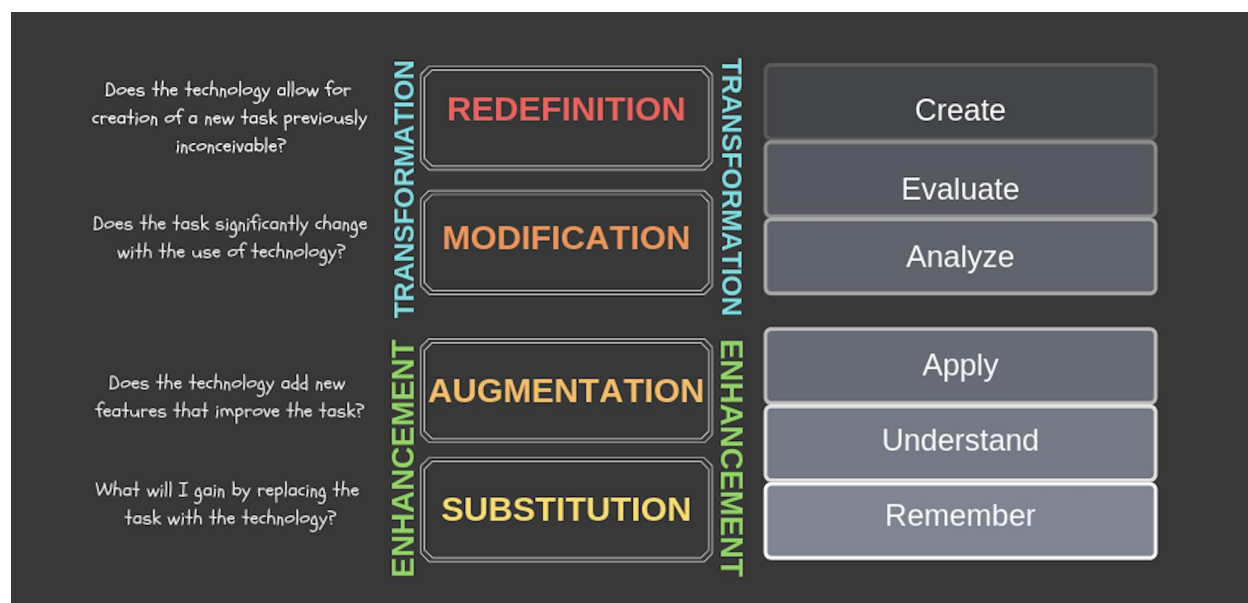 Does the technology allow for
creation of a new task previously
inconceivable?
Does the task significantly change
with the use of technology?
Does the technology add new
features that improve the task?
What will I gain by replacing the
task with the technology?
TRANSFORMATION
ENHANCEMENT
REDEFINITION
MODIFICATION
AUGMENTATION
SUBSTITUTION
TRANSFORMATION
ENHANCEMENT
Create
Evaluate
Analyze
Apply
Understand
Remember